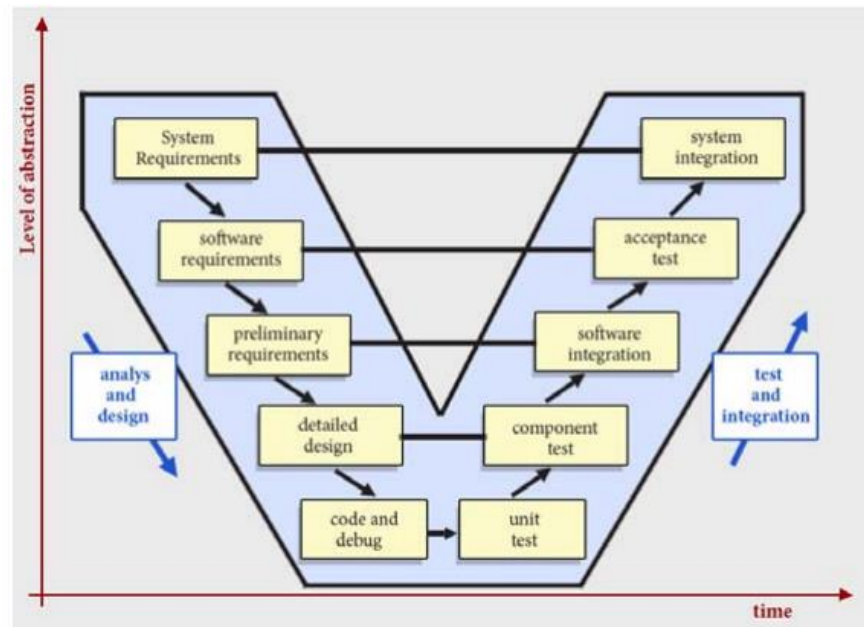 Level of abstraction
System
Requirements
system
integration
software
requirements
acceptance
test
preliminary
requirements
software
integration
analys
and
design
test
and
integration
detailed
design
component
test
code and
debug
unit
test
time